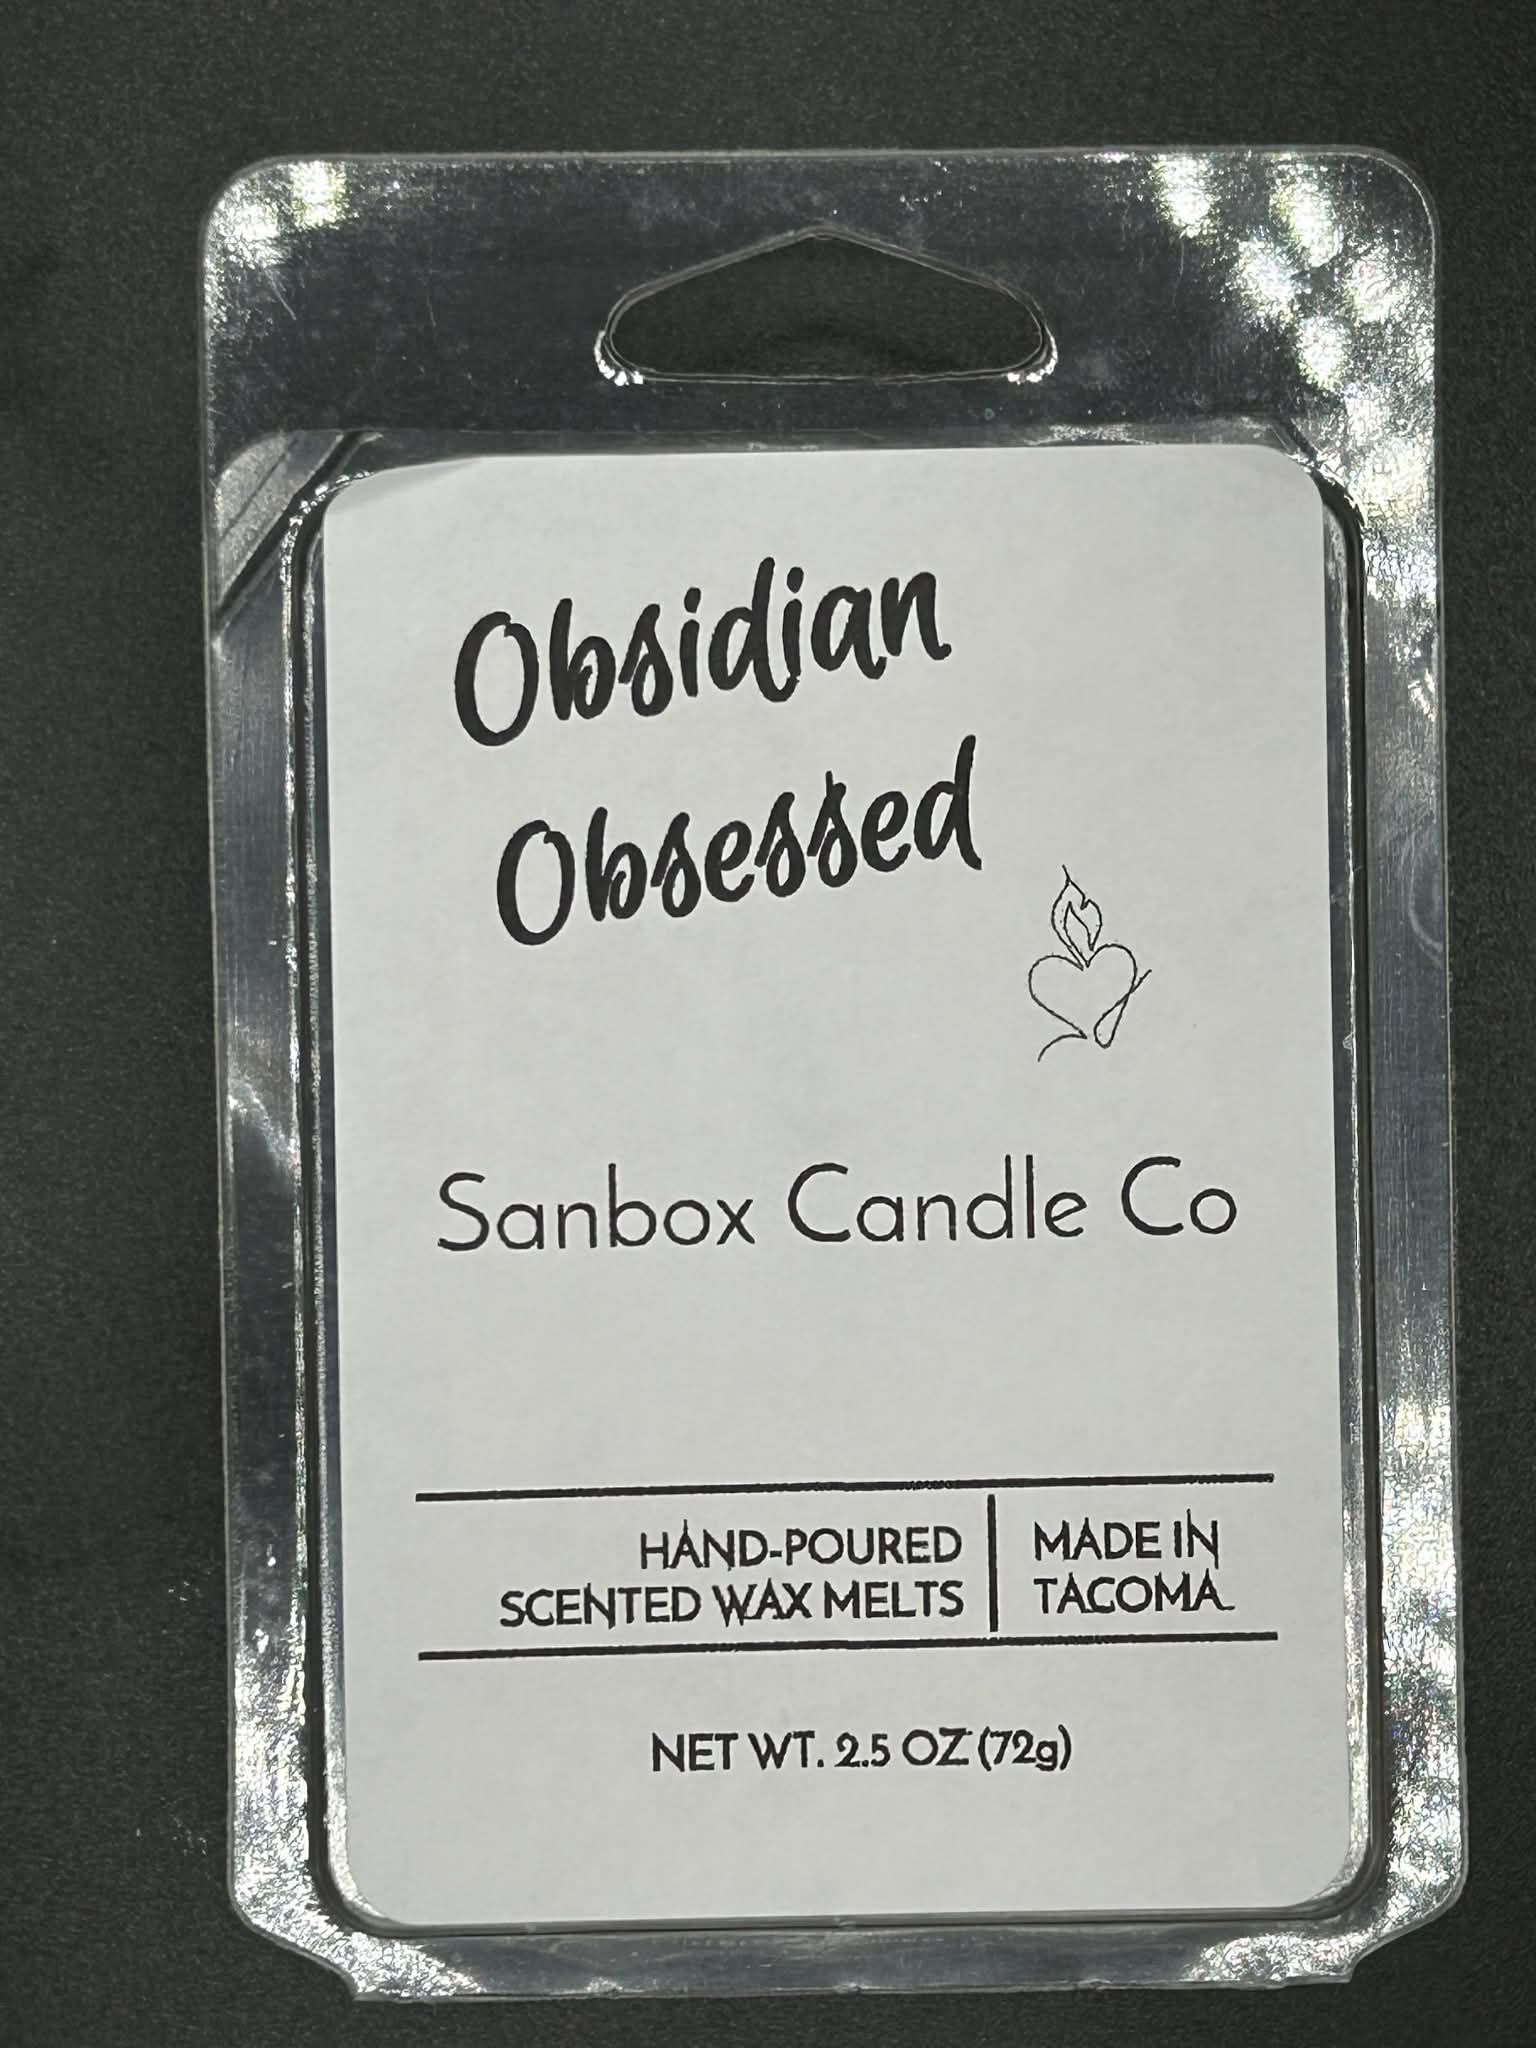 Obsidian
Obsessed
Sanbox Candle Co
HAND-POURED
SCENTED WAX MELTS
MADE IN
TACOMA
NET WT. 2.5 OZ (72g)